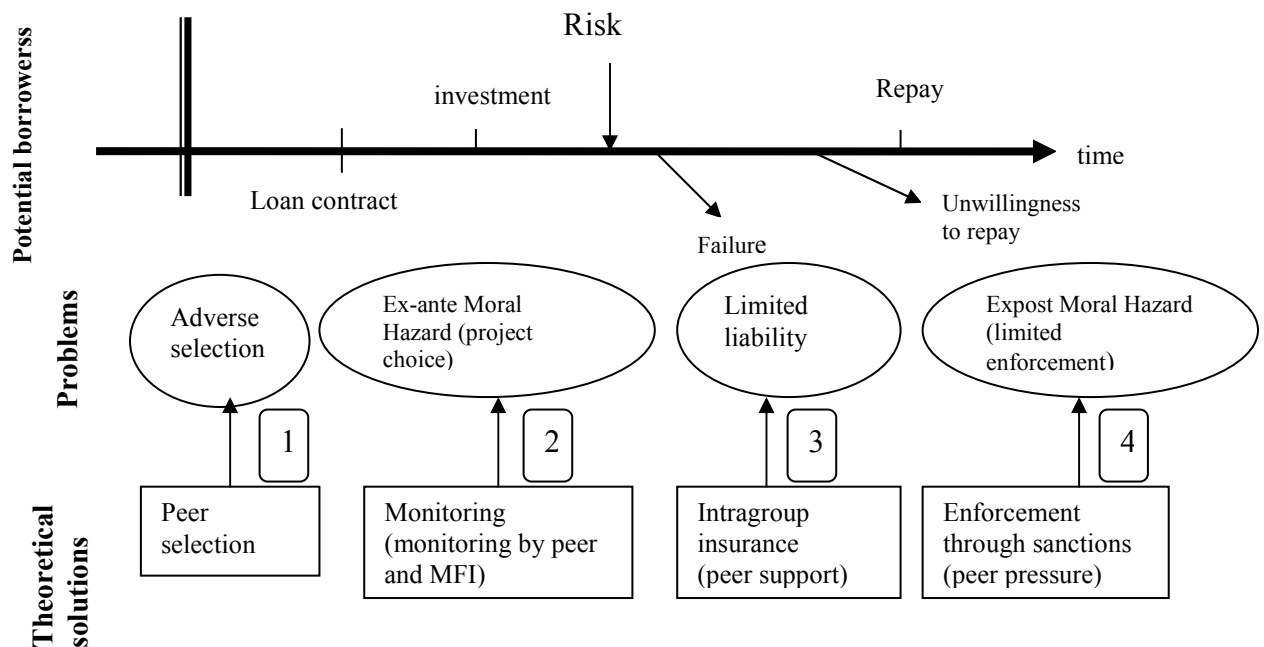 Potential borrowerss
Risk
investment
Repay
time
Loan contract
Failure
Unwillingness
to repay
Problems
Adverse
selection
Ex-ante Moral
Hazard (project
choice)
Limited
liability
Expost Moral Hazard
(limited
enforcement)
1
2
3
4
Theoretical
solutions
Peer
selection
Monitoring
(monitoring by peer
and MFI)
Intragroup
insurance
(peer support)
Enforcement
through sanctions
(peer pressure)